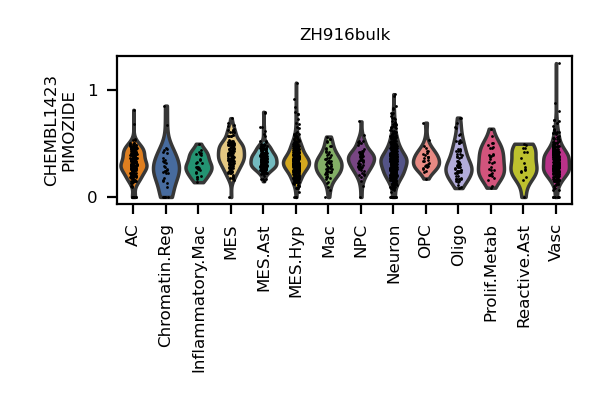 ZH916bulk
CHEMBL1423
PIMOZIDE
1
0
AC
Chromatin.Reg
Inflammatory.Mac
MES
MES.Ast
MES.Hyp
Mac
NPC
Neuron
OPC
Oligo
Prolif.Metab
Reactive.Ast
Vasc